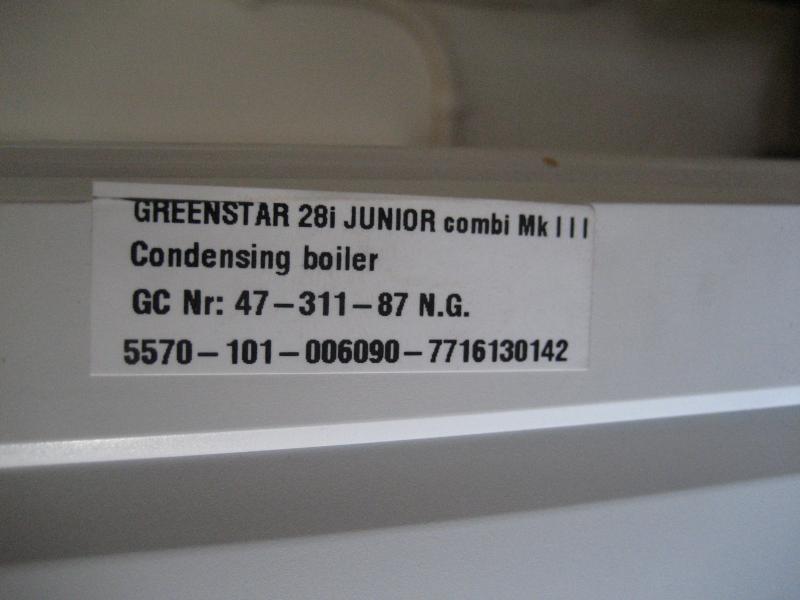 GREENSTAR 28i JUNIOR combi Mk III
Condensing boiler
GC Nr: 47-311-87 N.G.
5570-101-006090-7716130142